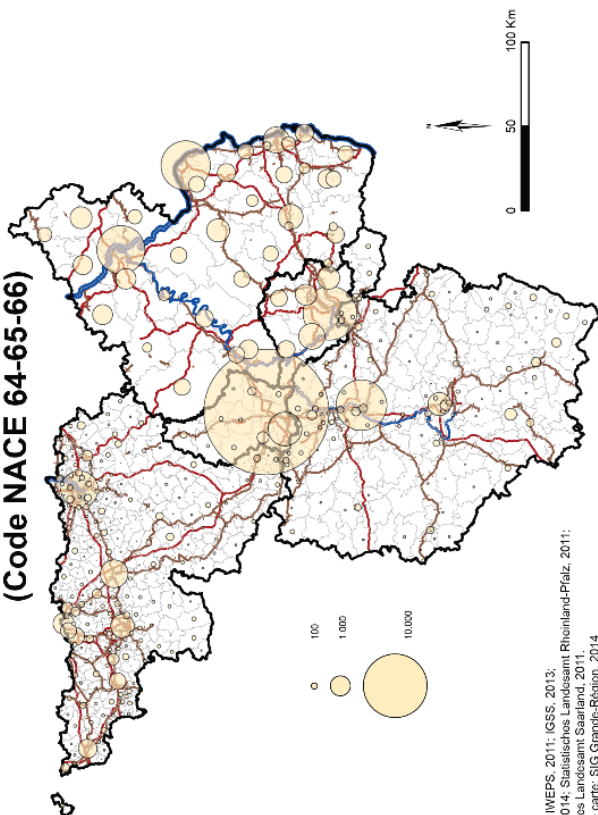 (Code NACE 64-65-66)
N
0
50
100 Km
100
1.000
10.000
IWEPS, 2011; IGSS, 2013;
014; Statistisches Landesamt Rheinland-Pfalz, 2011;
es Landesamt Saarland, 2011.
carte: SIG Grande-Région, 2014